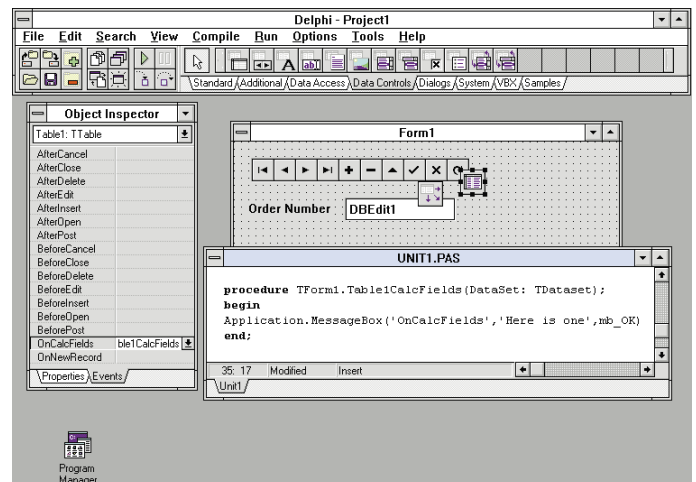 Delphi - Project1
File Edit Search View Compile Run Options Tools Help
Standard Additional Data Access Data Controls Dialogs System VBX Samples
Object Inspector
Table1: TTable
AfterCancel
AfterClose
AfterDelete
AfterEdit
AfterInsert
AfterOpen
AfterPost
BeforeCancel
BeforeClose
BeforeDelete
BeforeEdit
BeforeInsert
BeforeOpen
BeforePost
OnCalcFields ble1CalcFields
OnNewRecord
Properties Events
Form1
Order Number DBEdit1
UNIT1.PAS
procedure TForm1.Table1CalcFields(DataSet: TDataset);
begin
Application.MessageBox('OnCalcFields','Here is one',mb_OK)
end;
35: 17 Modified Insert
Unit1
Program
Manager